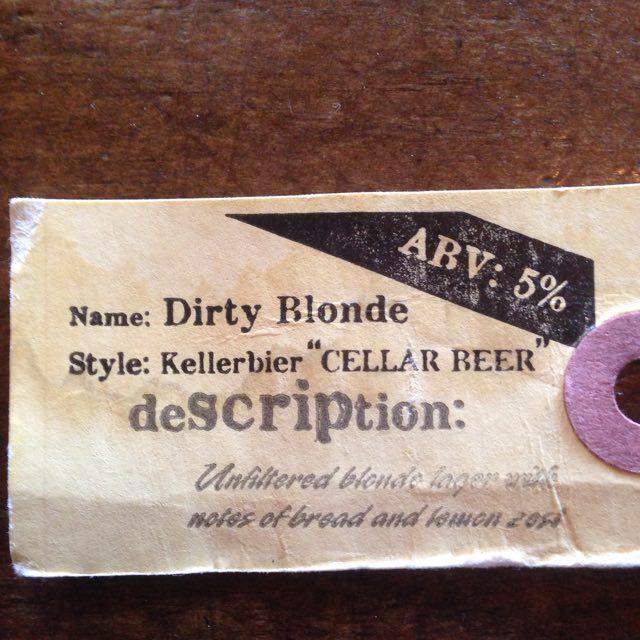 ABV: 5%
Name: Dirty Blonde
Style: Kellerbier "CELLAR BEER"
deSCRIPtion:
Unfiltered blonde lager with
notes of bread and lemon zest